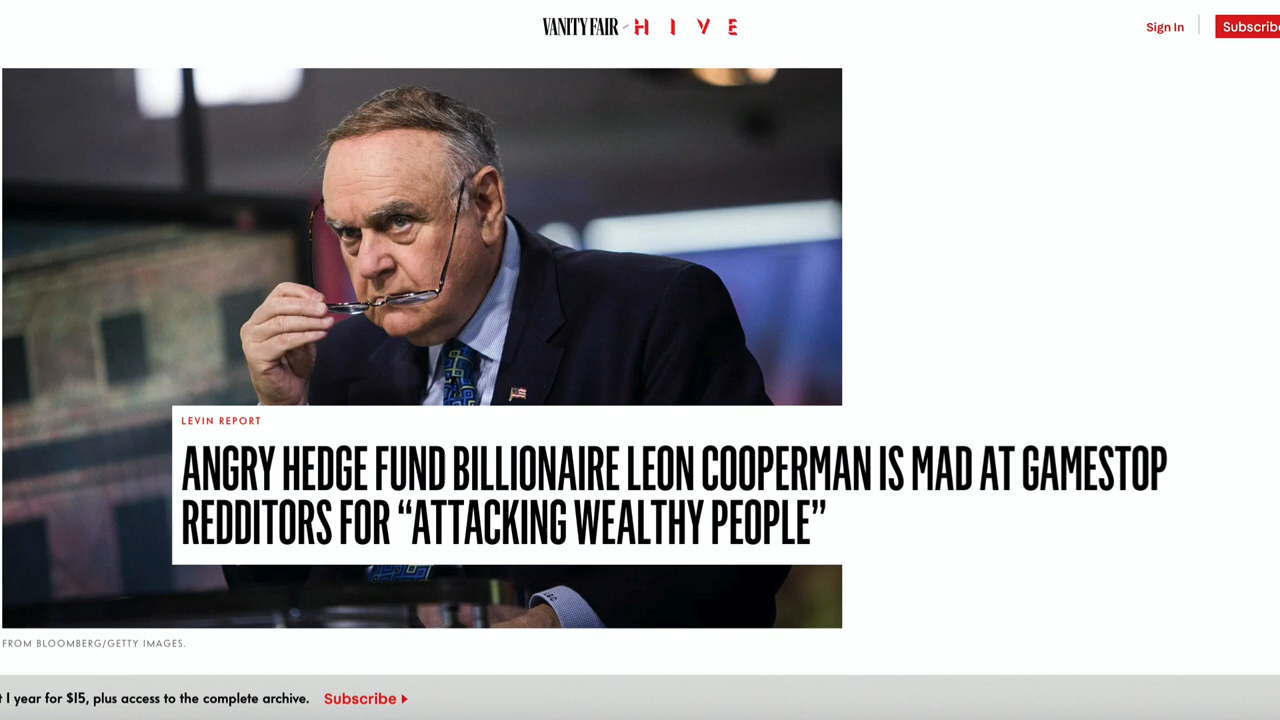 VANITY FAIR HIVE
Sign In
Subscribe
LEVIN REPORT
ANGRY HEDGE FUND BILLIONAIRE LEON COOPERMAN IS MAD AT GAMESTOP
REDDITORS FOR “ATTACKING WEALTHY PEOPLE”
FROM BLOOMBERG/GETTY IMAGES.
1 year for $15, plus access to the complete archive. Subscribe